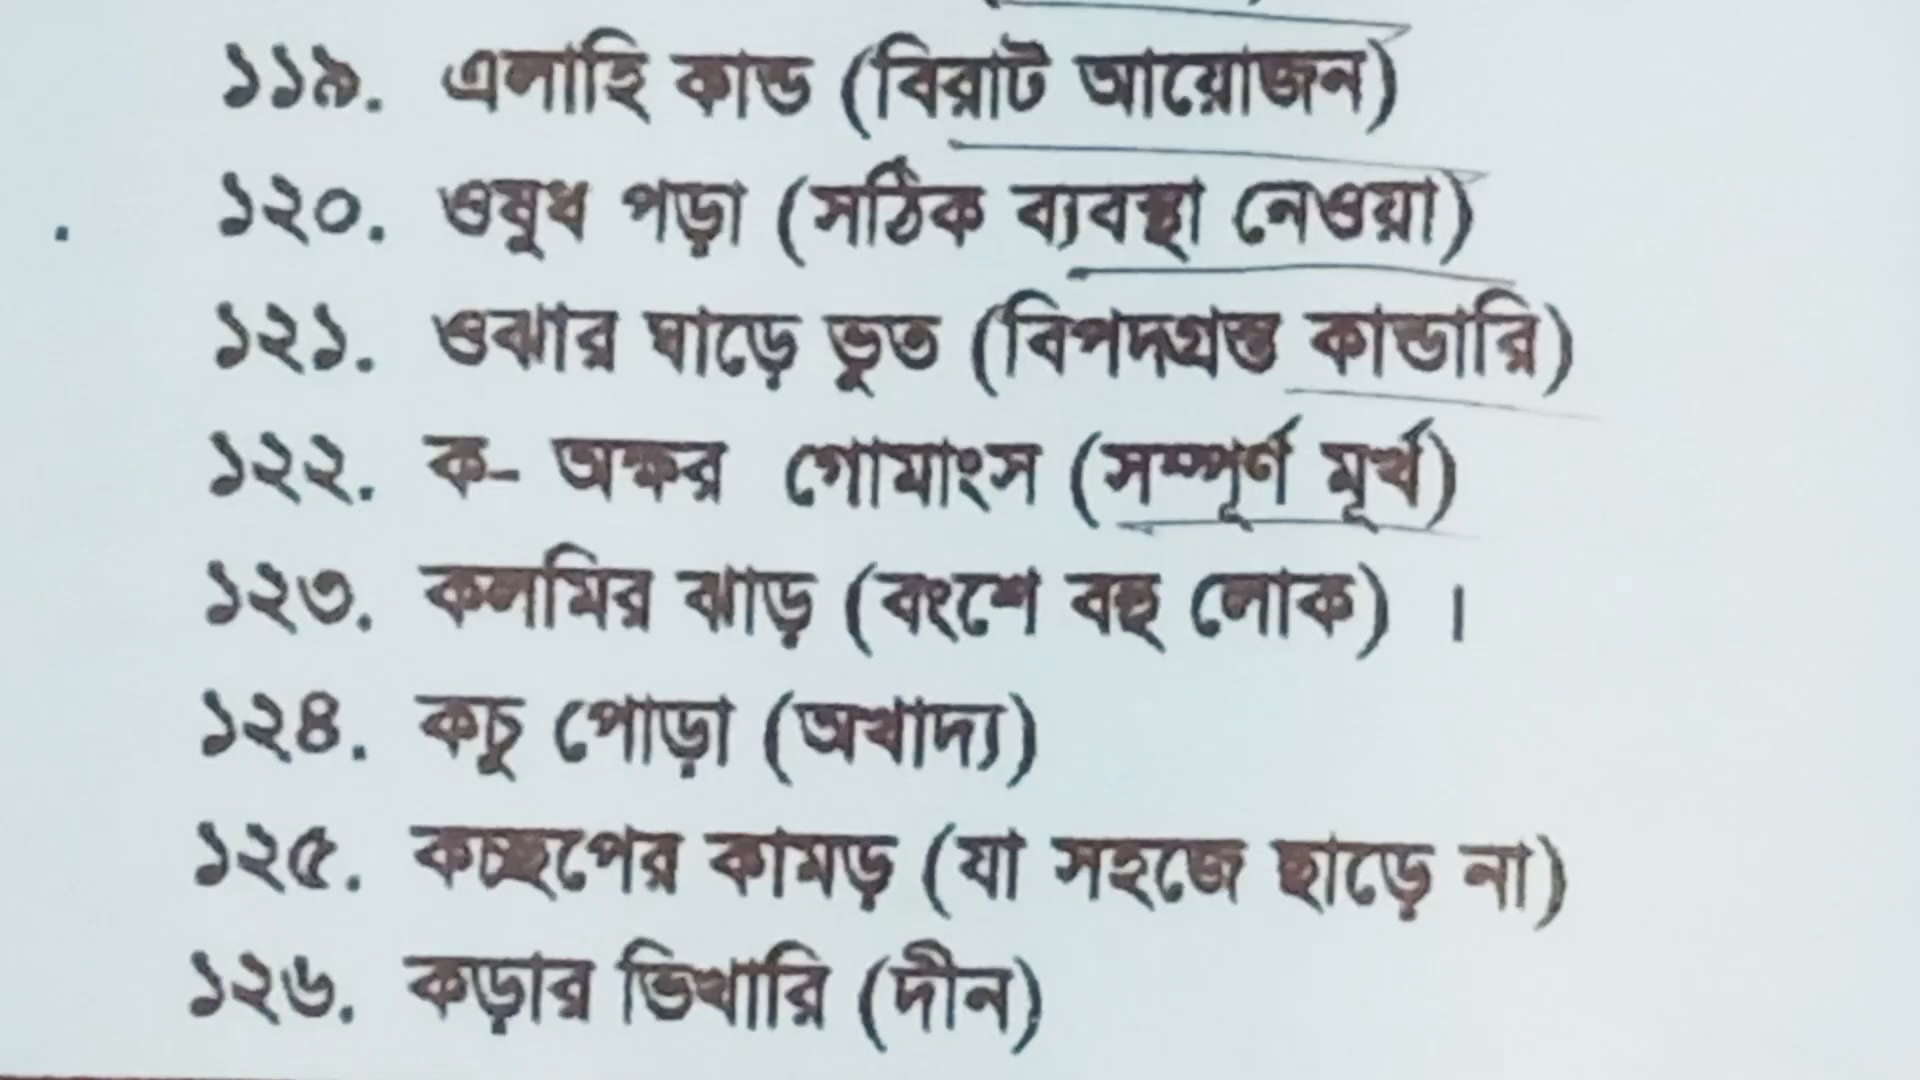 ১১৯. এলাহি কান্ড (বিরাট আয়োজন)
১২০. ওষুধ পড়া (সঠিক ব্যবস্থা নেওয়া)
১২১. ওঝার ঘাড়ে ভুত (বিপদগ্রস্ত কান্ডারি)
১২২. ক- অক্ষর গোমাংস (সম্পূর্ণ মূর্খ)
১২৩. কলমির ঝাড় (বংশে বহু লোক) ।
১২৪. কচু পোড়া (অখাদ্য)
১২৫. কচ্ছপের কামড় (যা সহজে ছাড়ে না)
১২৬. কড়ার ভিখারি (দীন)